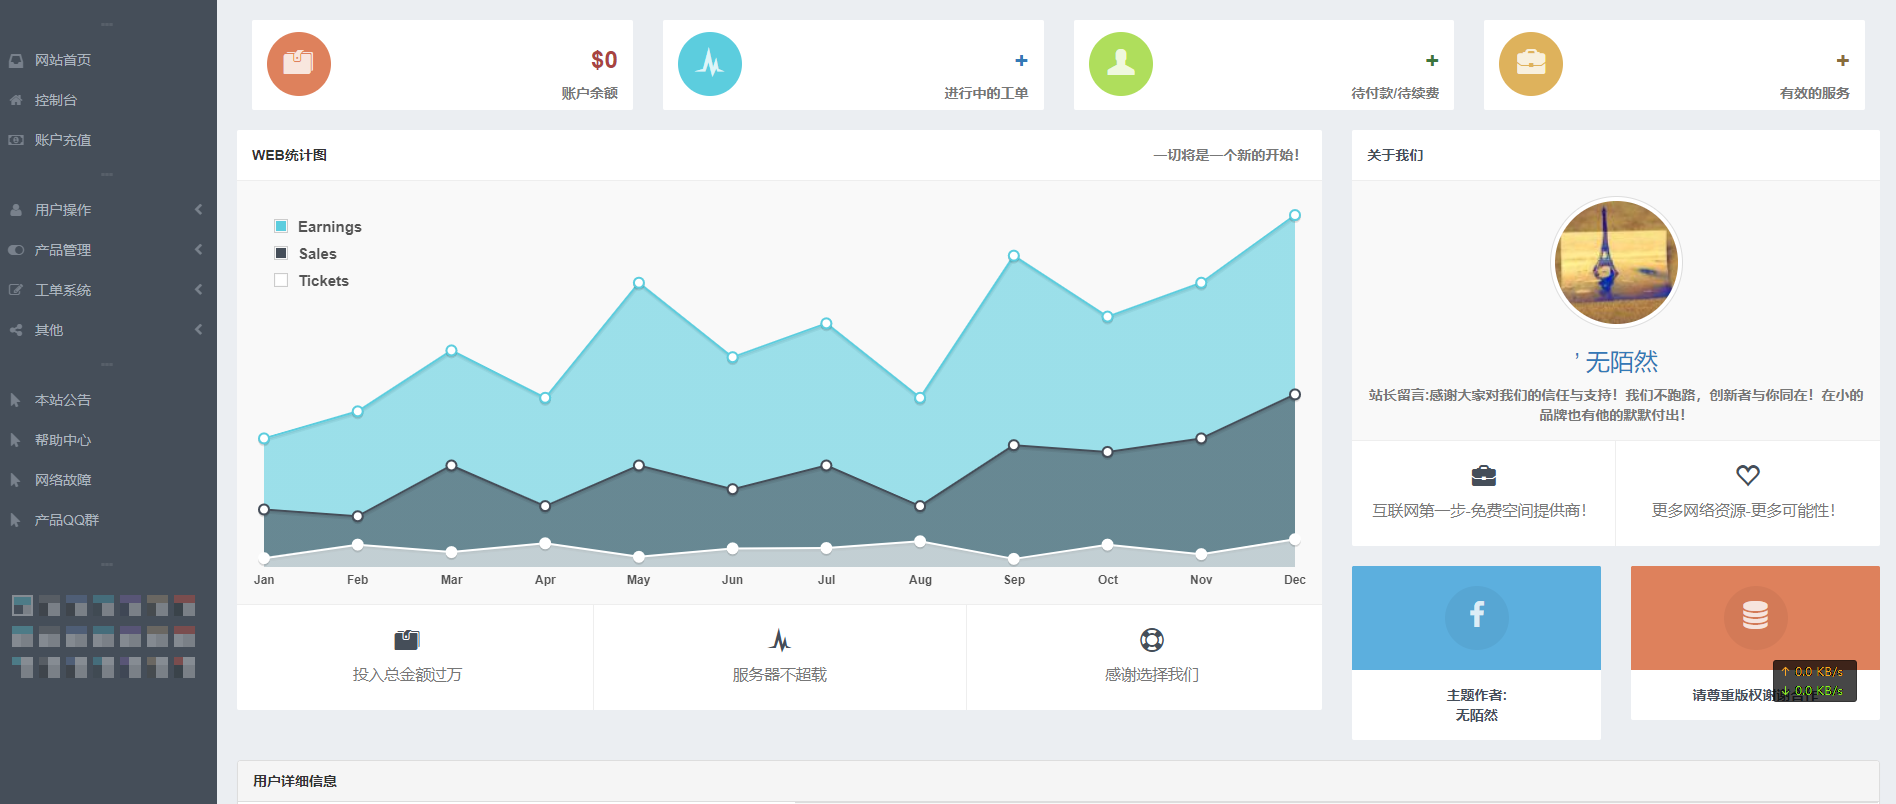 网站首页
控制台
账户充值
用户操作
产品管理
工单系统
其他
本站公告
帮助中心
网络故障
产品QQ群
$0
账户余额
+
进行中的工单
+
待付款/待续费
+
有效的服务
WEB统计图
一切将是一个新的开始!
Earnings
Sales
Tickets
Jan Feb Mar Apr May Jun Jul Aug Sep Oct Nov Dec
投入总金额过万
服务器不超载
感谢选择我们
关于我们
' 无陌然
站长留言:感谢大家对我们的信任与支持！我们不跑路，创新者与你同在！在小的
品牌也有他的默默付出！
互联网第一步-免费空间提供商！
更多网络资源-更多可能性！
主题作者:
无陌然
请尊重版权谢谢合作
↑ 0.0 KB/s
↓ 0.0 KB/s
用户详细信息